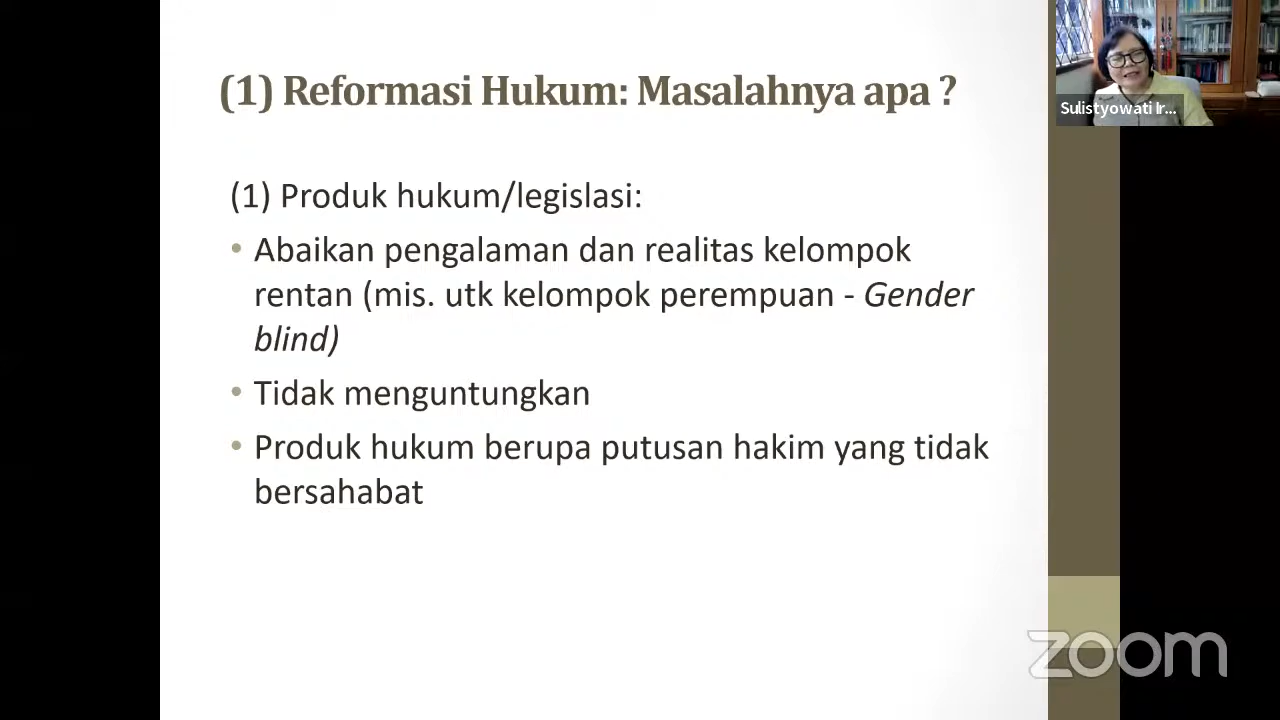 (1) Reformasi Hukum: Masalahnya apa ?
Sulistyowati Ir...
(1) Produk hukum/legislasi:
• Abaikan pengalaman dan realitas kelompok
rentan (mis. utk kelompok perempuan - Gender
blind)
• Tidak menguntungkan
• Produk hukum berupa putusan hakim yang tidak
bersahabat
zoom